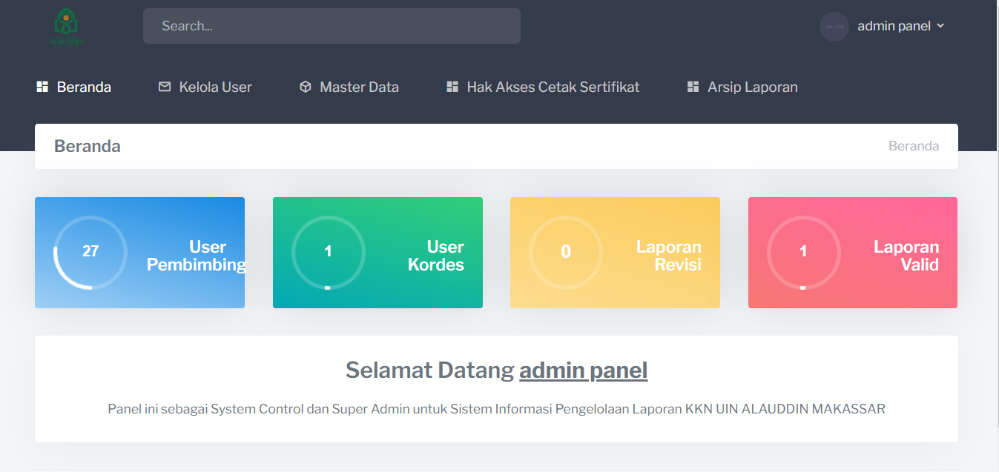 ALAUDDIN
Search...
admin panel
Beranda
Kelola User
Master Data
Hak Akses Cetak Sertifikat
Arsip Laporan
Beranda
Beranda
27
User
Pembimbing
1
User
Kordes
0
Laporan
Revisi
1
Laporan
Valid
Selamat Datang admin panel
Panel ini sebagai System Control dan Super Admin untuk Sistem Informasi Pengelolaan Laporan KKN UIN ALAUDDIN MAKASSAR